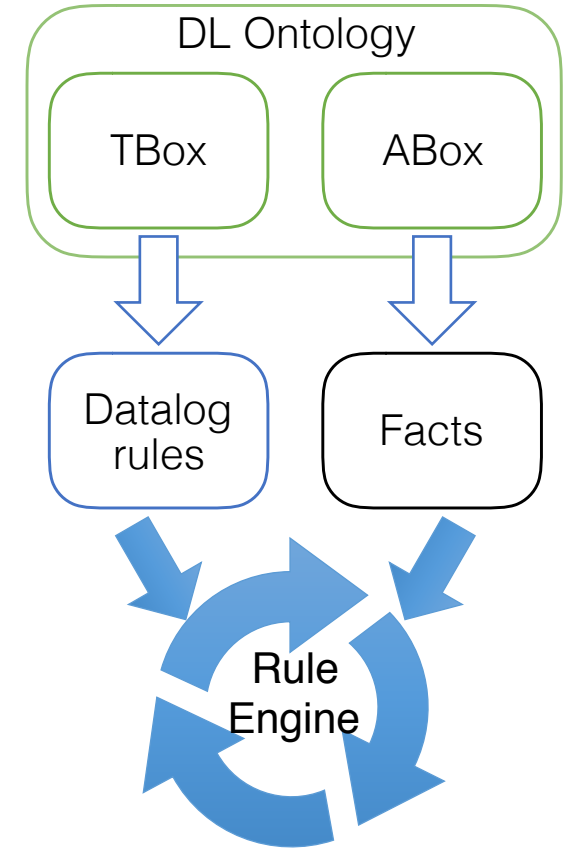 DL Ontology
TBox
ABox
Datalog
rules
Facts
Rule
Engine